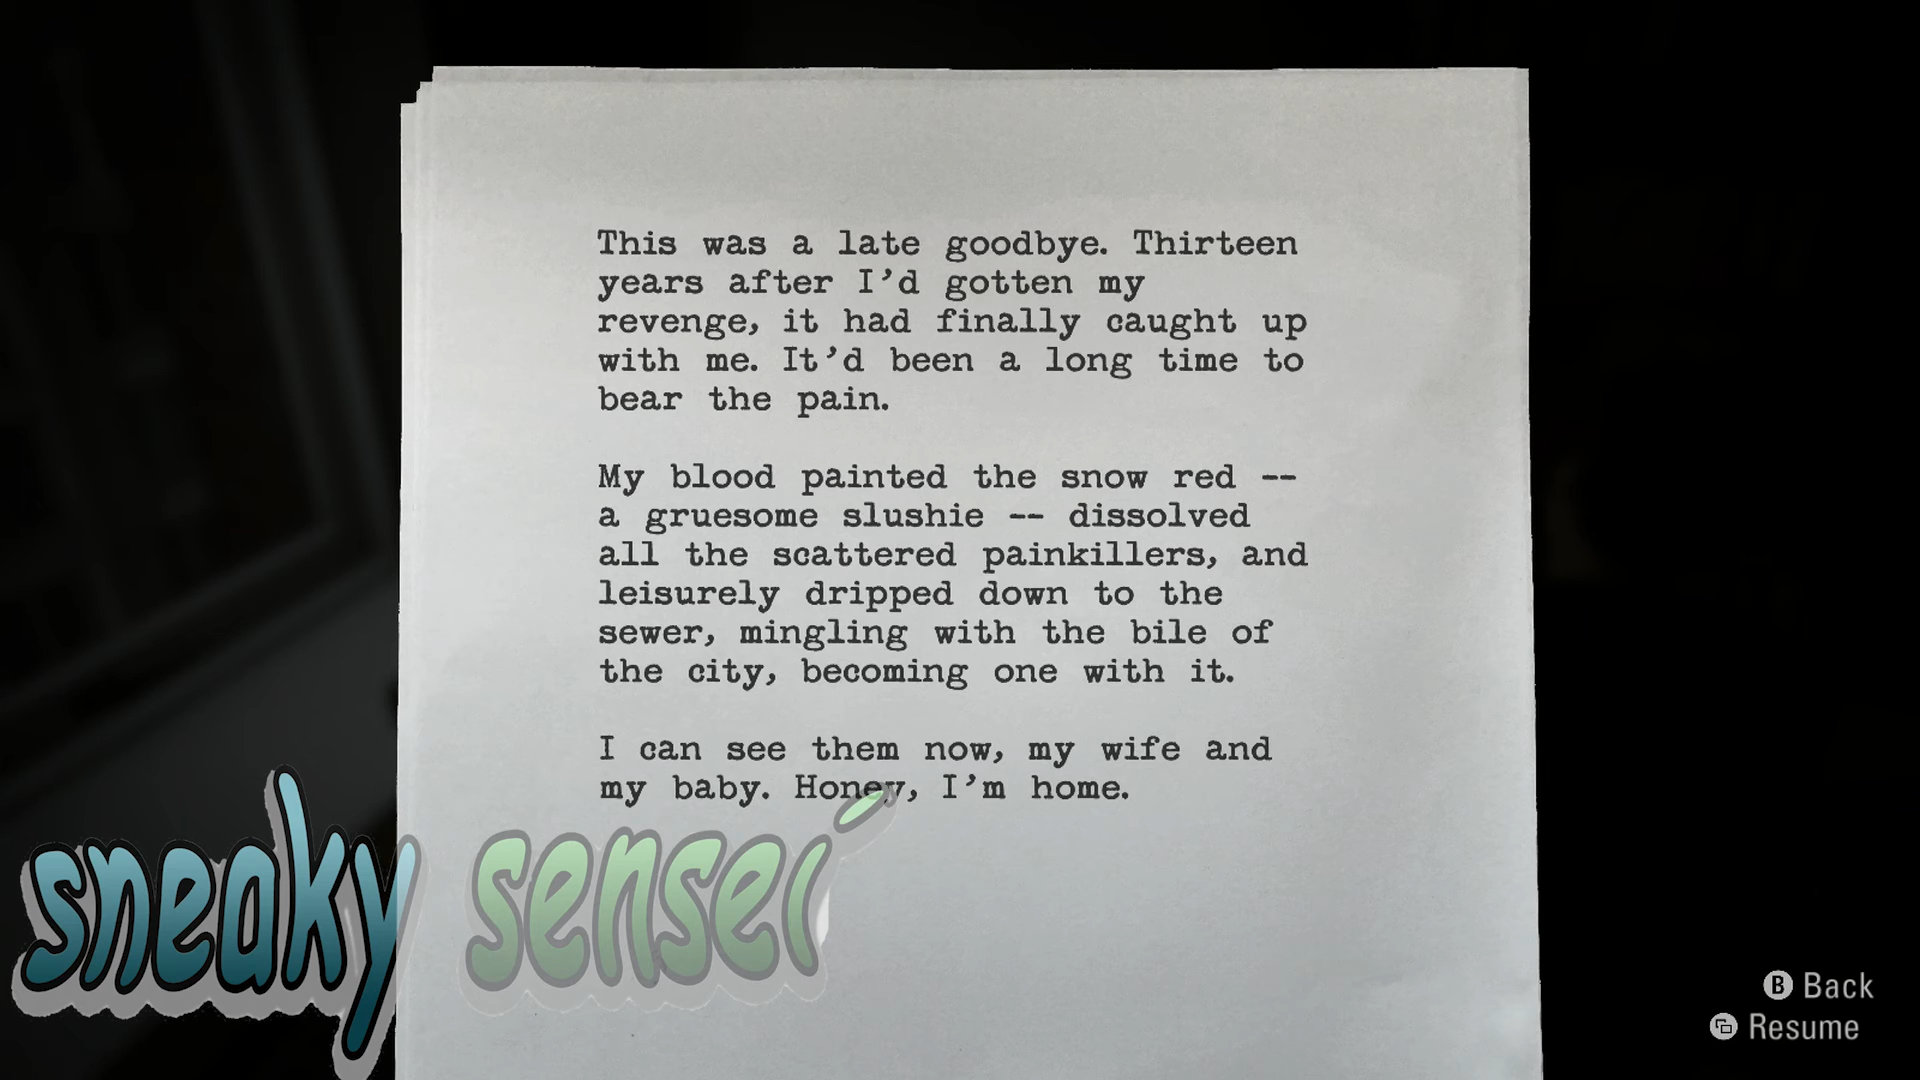 This was a late goodbye. Thirteen
years after I’d gotten my
revenge, it had finally caught up
with me. It’d been a long time to
bear the pain.
My blood painted the snow red --
a gruesome slushie -- dissolved
all the scattered painkillers, and
leisurely dripped down to the
sewer, mingling with the bile of
the city, becoming one with it.
I can see them now, my wife and
my baby. Honey, I’m home.
sneaky sensei
B Back
Resume